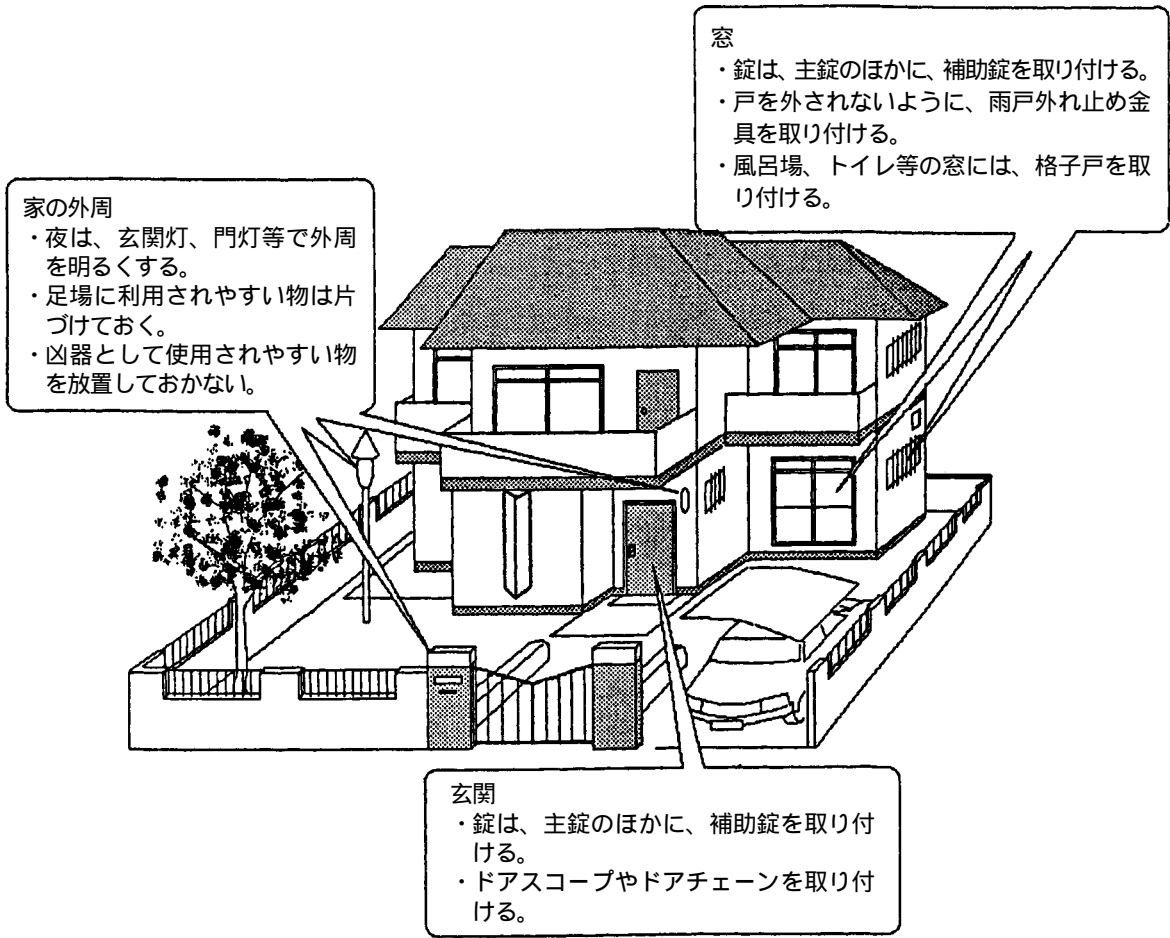 窓
・錠は、主錠のほかに、補助錠を取り付ける。
・戸を外されないように、雨戸外れ止め金
具を取り付ける。
・風呂場、トイレ等の窓には、格子戸を取
り付ける。
家の外周
・夜は、玄関灯、門灯等で外周
を明るくする。
・足場に利用されやすい物は片
づけておく。
・凶器として使用されやすい物
を放置しておかない。
玄関
・錠は、主錠のほかに、補助錠を取り付
ける。
・ドアスコープやドアチェーンを取り付
ける。